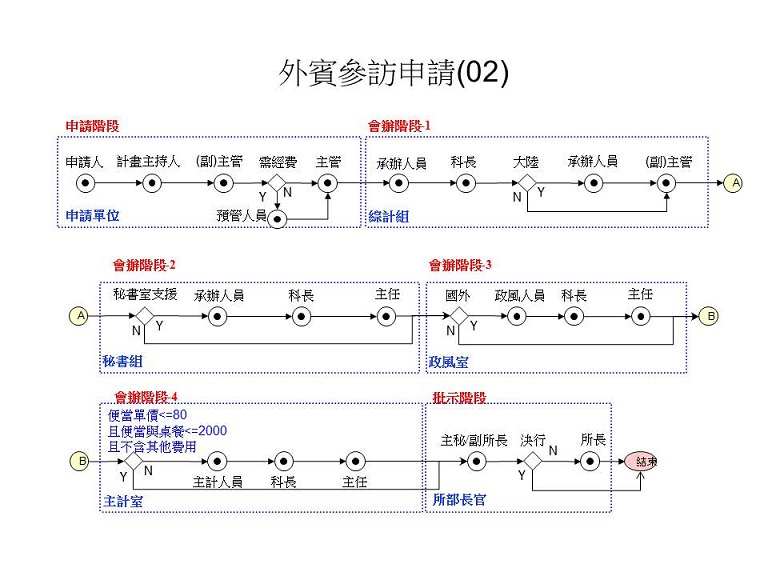 外賓參訪申請(02)
申請階段
會辦階段-1
申請人 計畫主持人 (副)主管 需經費 主管
承辦人員 科長 大陸 承辦人員 (副)主管
A
Y N
N Y
申請單位
預管人員
綜計組
會辦階段-2
會辦階段-3
秘書室支援 承辦人員 科長 主任
國外 政風人員 科長 主任
A
B
N Y
N Y
秘書組
政風室
會辦階段-4
批示階段
便當單價<=80
且便當與桌餐<=2000
且不含其他費用
主秘/副所長 決行 所長
N
B
結束
Y N
Y
主計人員 科長 主任
主計室
所部長官